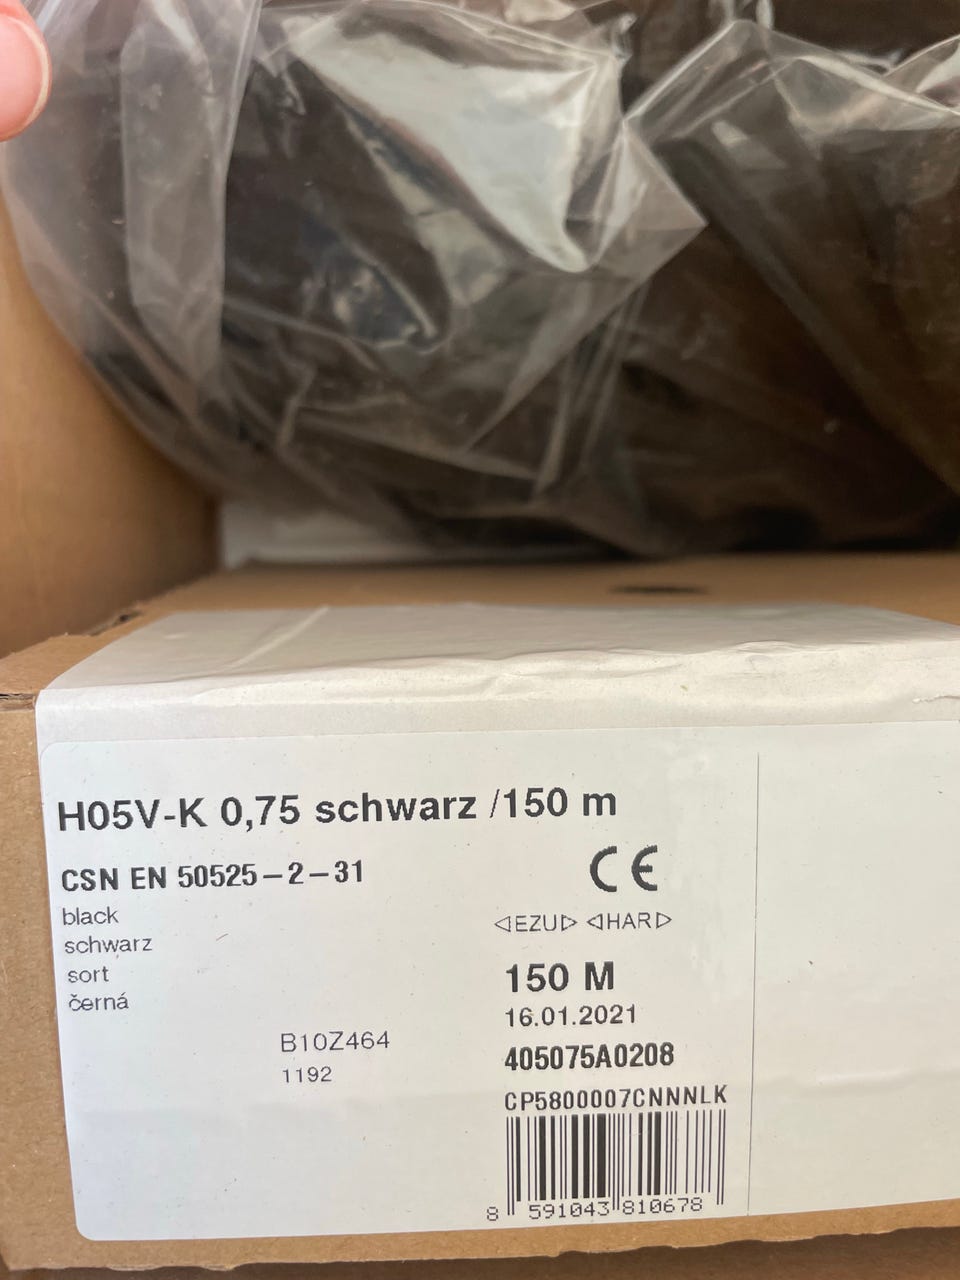 H05V-K 0,75 schwarz /150 m
CSN EN 50525-2-31
CE
black
schwarz
sort
černá
◁EZU▷ ◁HAR▷
150 M
16.01.2021
B10Z464
1192
405075A0208
CP5800007CNNNLK
8 591043 810678